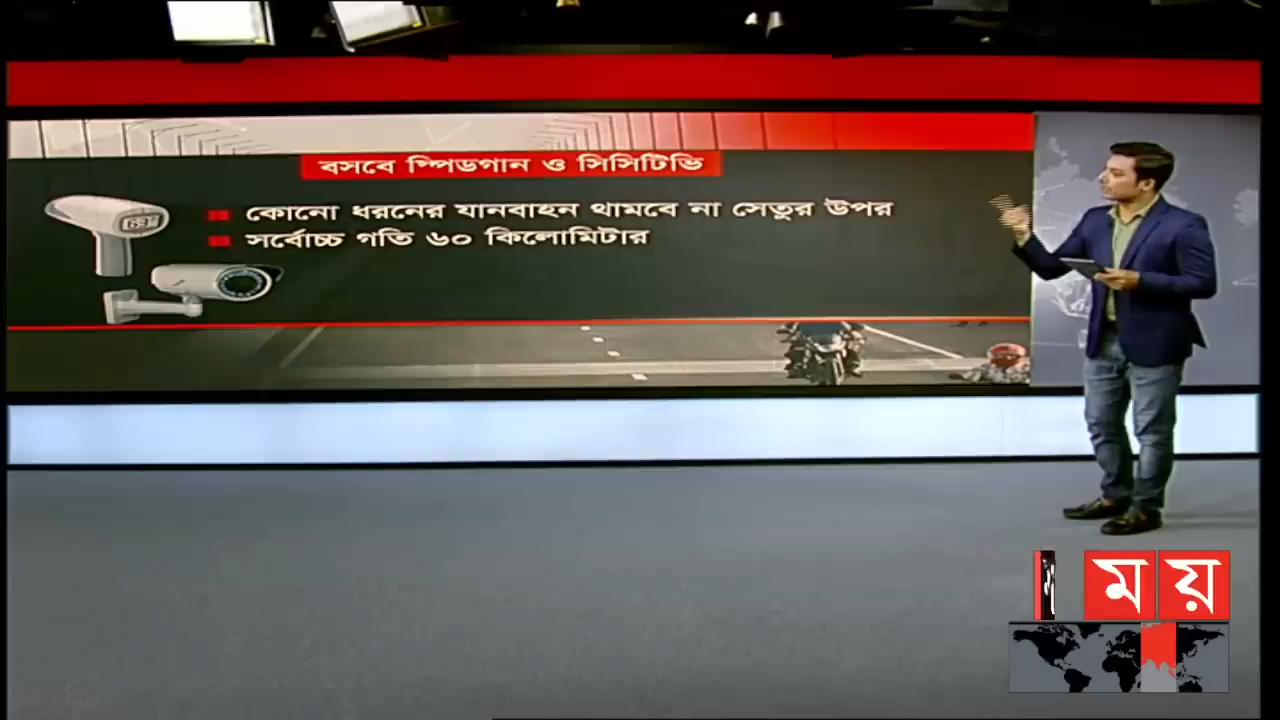 বসবে স্পিডগান ও সিসিটিভি
কোনো ধরনের যানবাহন থামবে না সেতুর উপর
সর্বোচ্চ গতি ৬০ কিলোমিটার
ময়